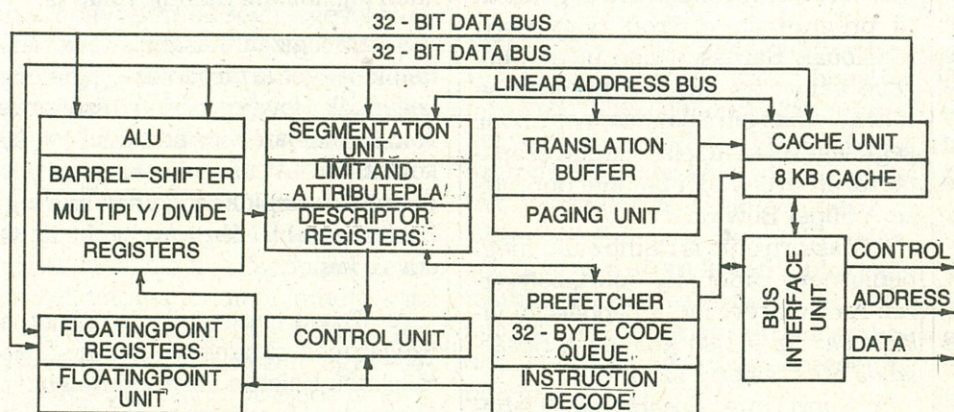 32 - BIT DATA BUS
32 - BIT DATA BUS
LINEAR ADDRESS BUS
ALU
BARREL—SHIFTER
MULTIPLY/DIVIDE
REGISTERS
SEGMENTATION
UNIT
LIMIT AND
ATTRIBUTEPLA
DESCRIPTOR
REGISTERS
TRANSLATION
BUFFER
PAGING UNIT
CACHE UNIT
8 KB CACHE
FLOATINGPOINT
REGISTERS
FLOATINGPOINT
UNIT
CONTROL UNIT
PREFETCHER
32 - BYTE CODE
QUEUE
INSTRUCTION
DECODE
BUS
INTERFACE
UNIT
CONTROL
ADDRESS
DATA